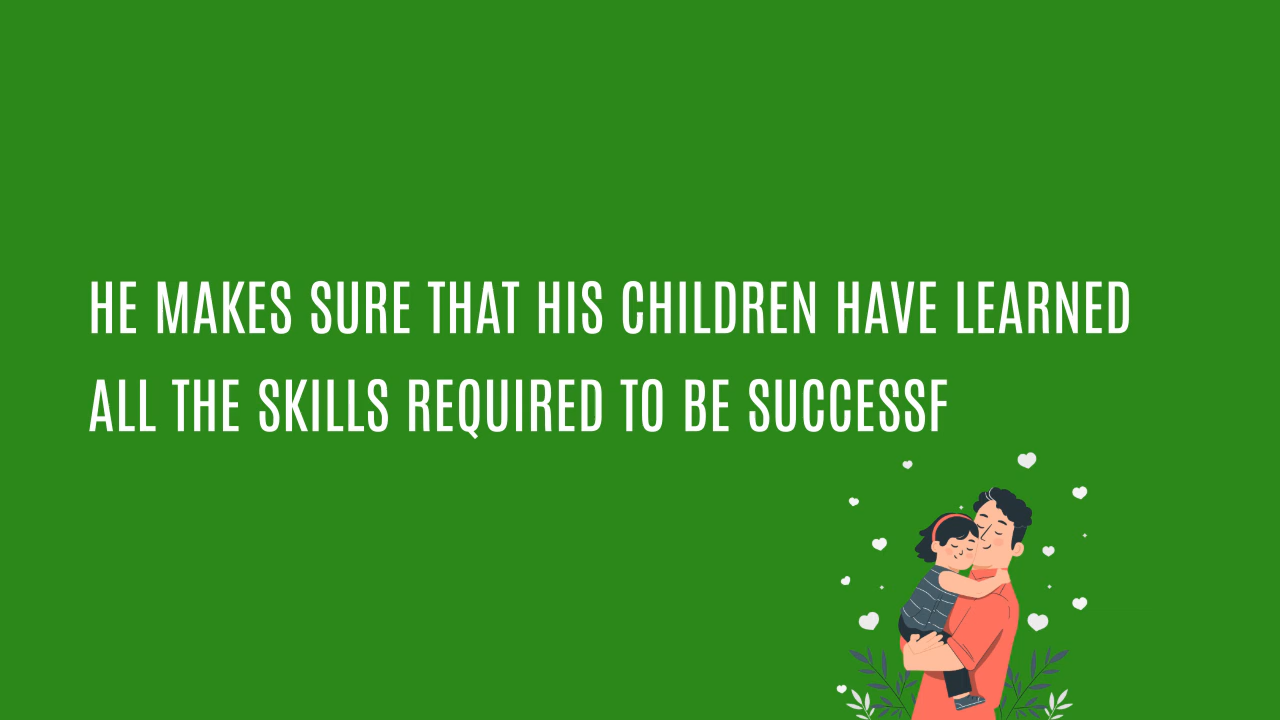 HE MAKES SURE THAT HIS CHILDREN HAVE LEARNED
ALL THE SKILLS REQUIRED TO BE SUCCESSF